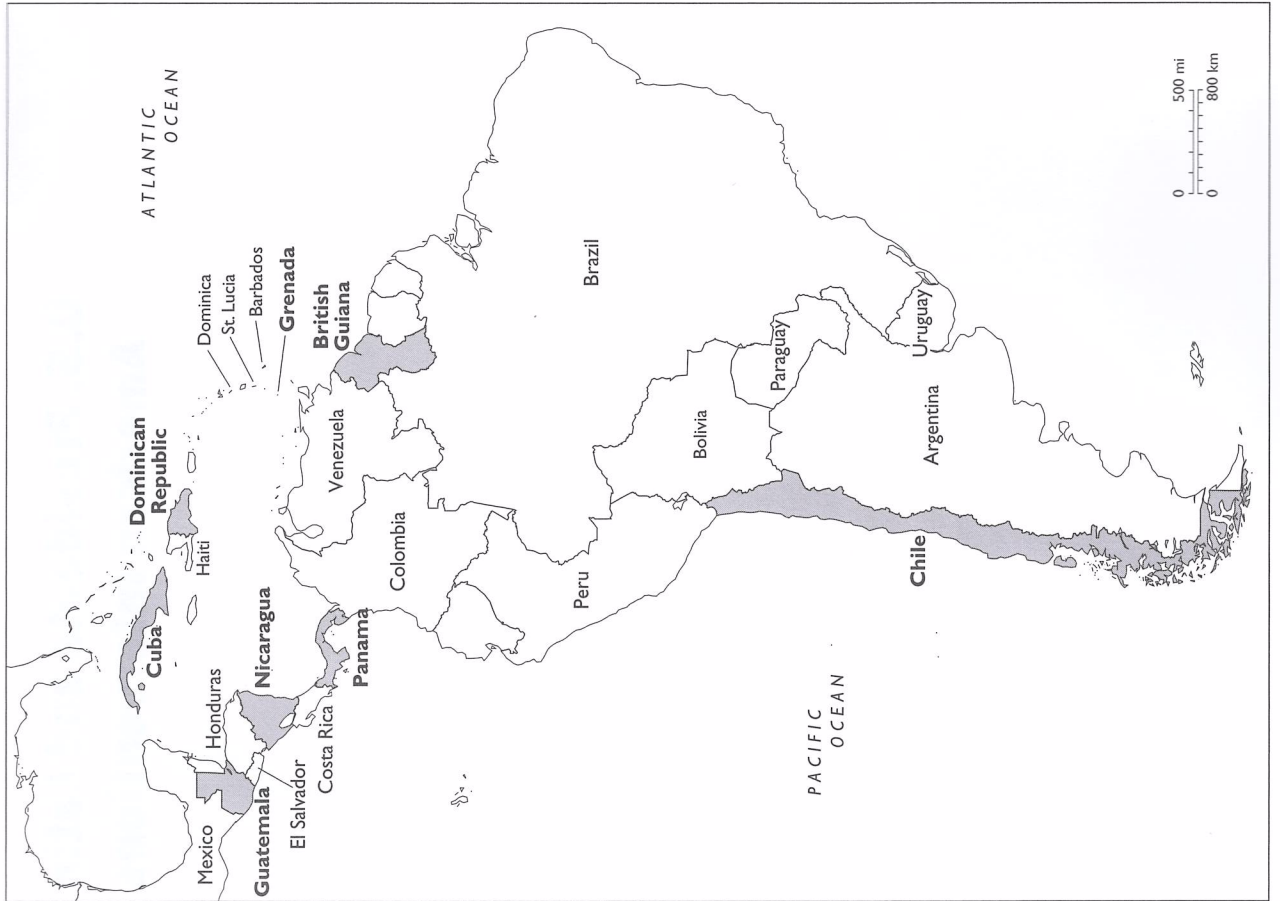 ATLANTIC
OCEAN
Dominica
St. Lucia
Barbados
Grenada
British
Guiana
Dominican
Republic
Haiti
Cuba
Nicaragua
Honduras
Panama
Costa Rica
El Salvador
Guatemala
Mexico
Venezuela
Colombia
Brazil
Peru
Bolivia
Paraguay
Uruguay
Argentina
Chile
PACIFIC
OCEAN
0 500 mi
0 800 km